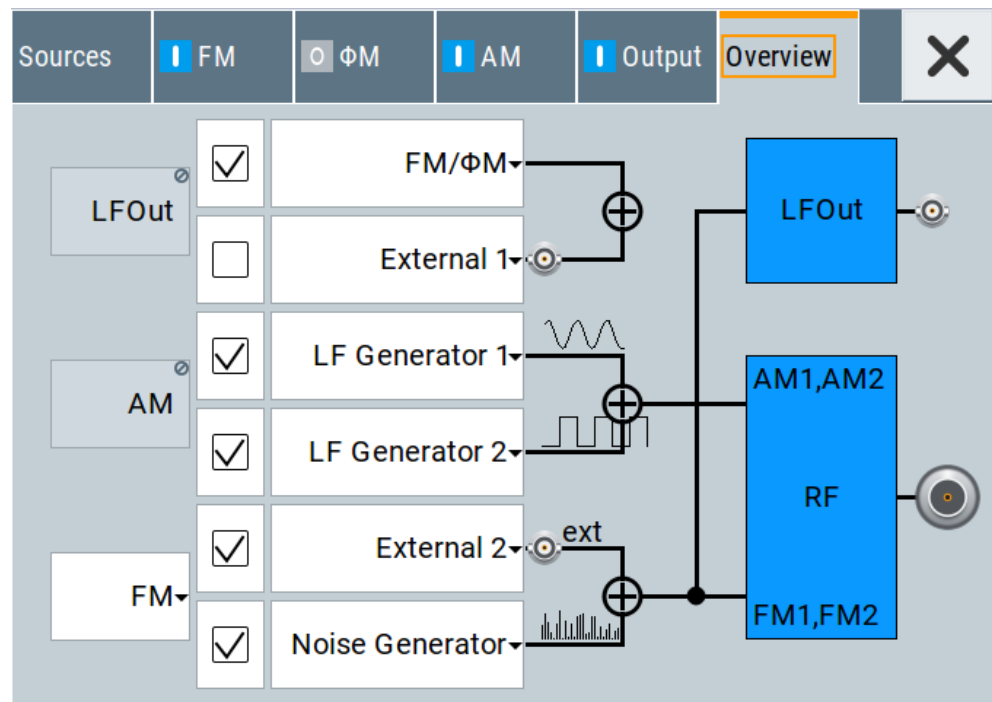 Sources
FM
ΦM
AM
Output
Overview
LFOut
FM/ΦM
External 1
LFOut
AM
LF Generator 1
LF Generator 2
AM1,AM2
RF
FM
External 2
ext
Noise Generator
FM1,FM2